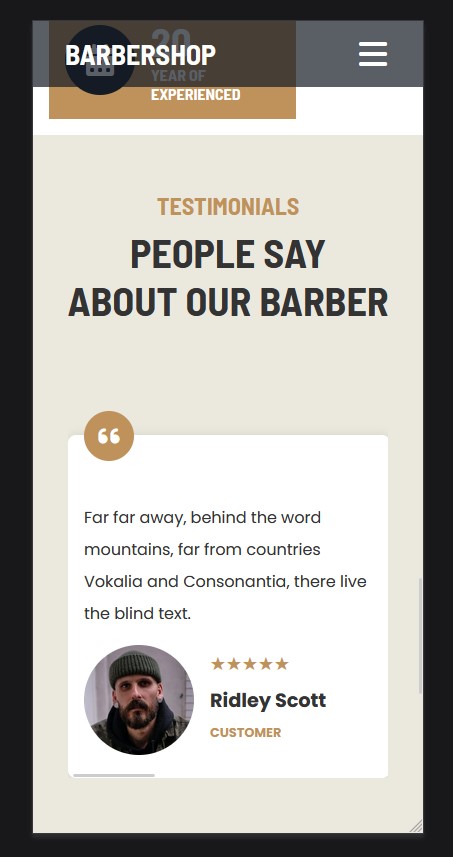 20
BARBERSHOP
YEAR OF
EXPERIENCED
TESTIMONIALS
PEOPLE SAY
ABOUT OUR BARBER
Far far away, behind the word
mountains, far from countries
Vokalia and Consonantia, there live
the blind text.
Ridley Scott
CUSTOMER